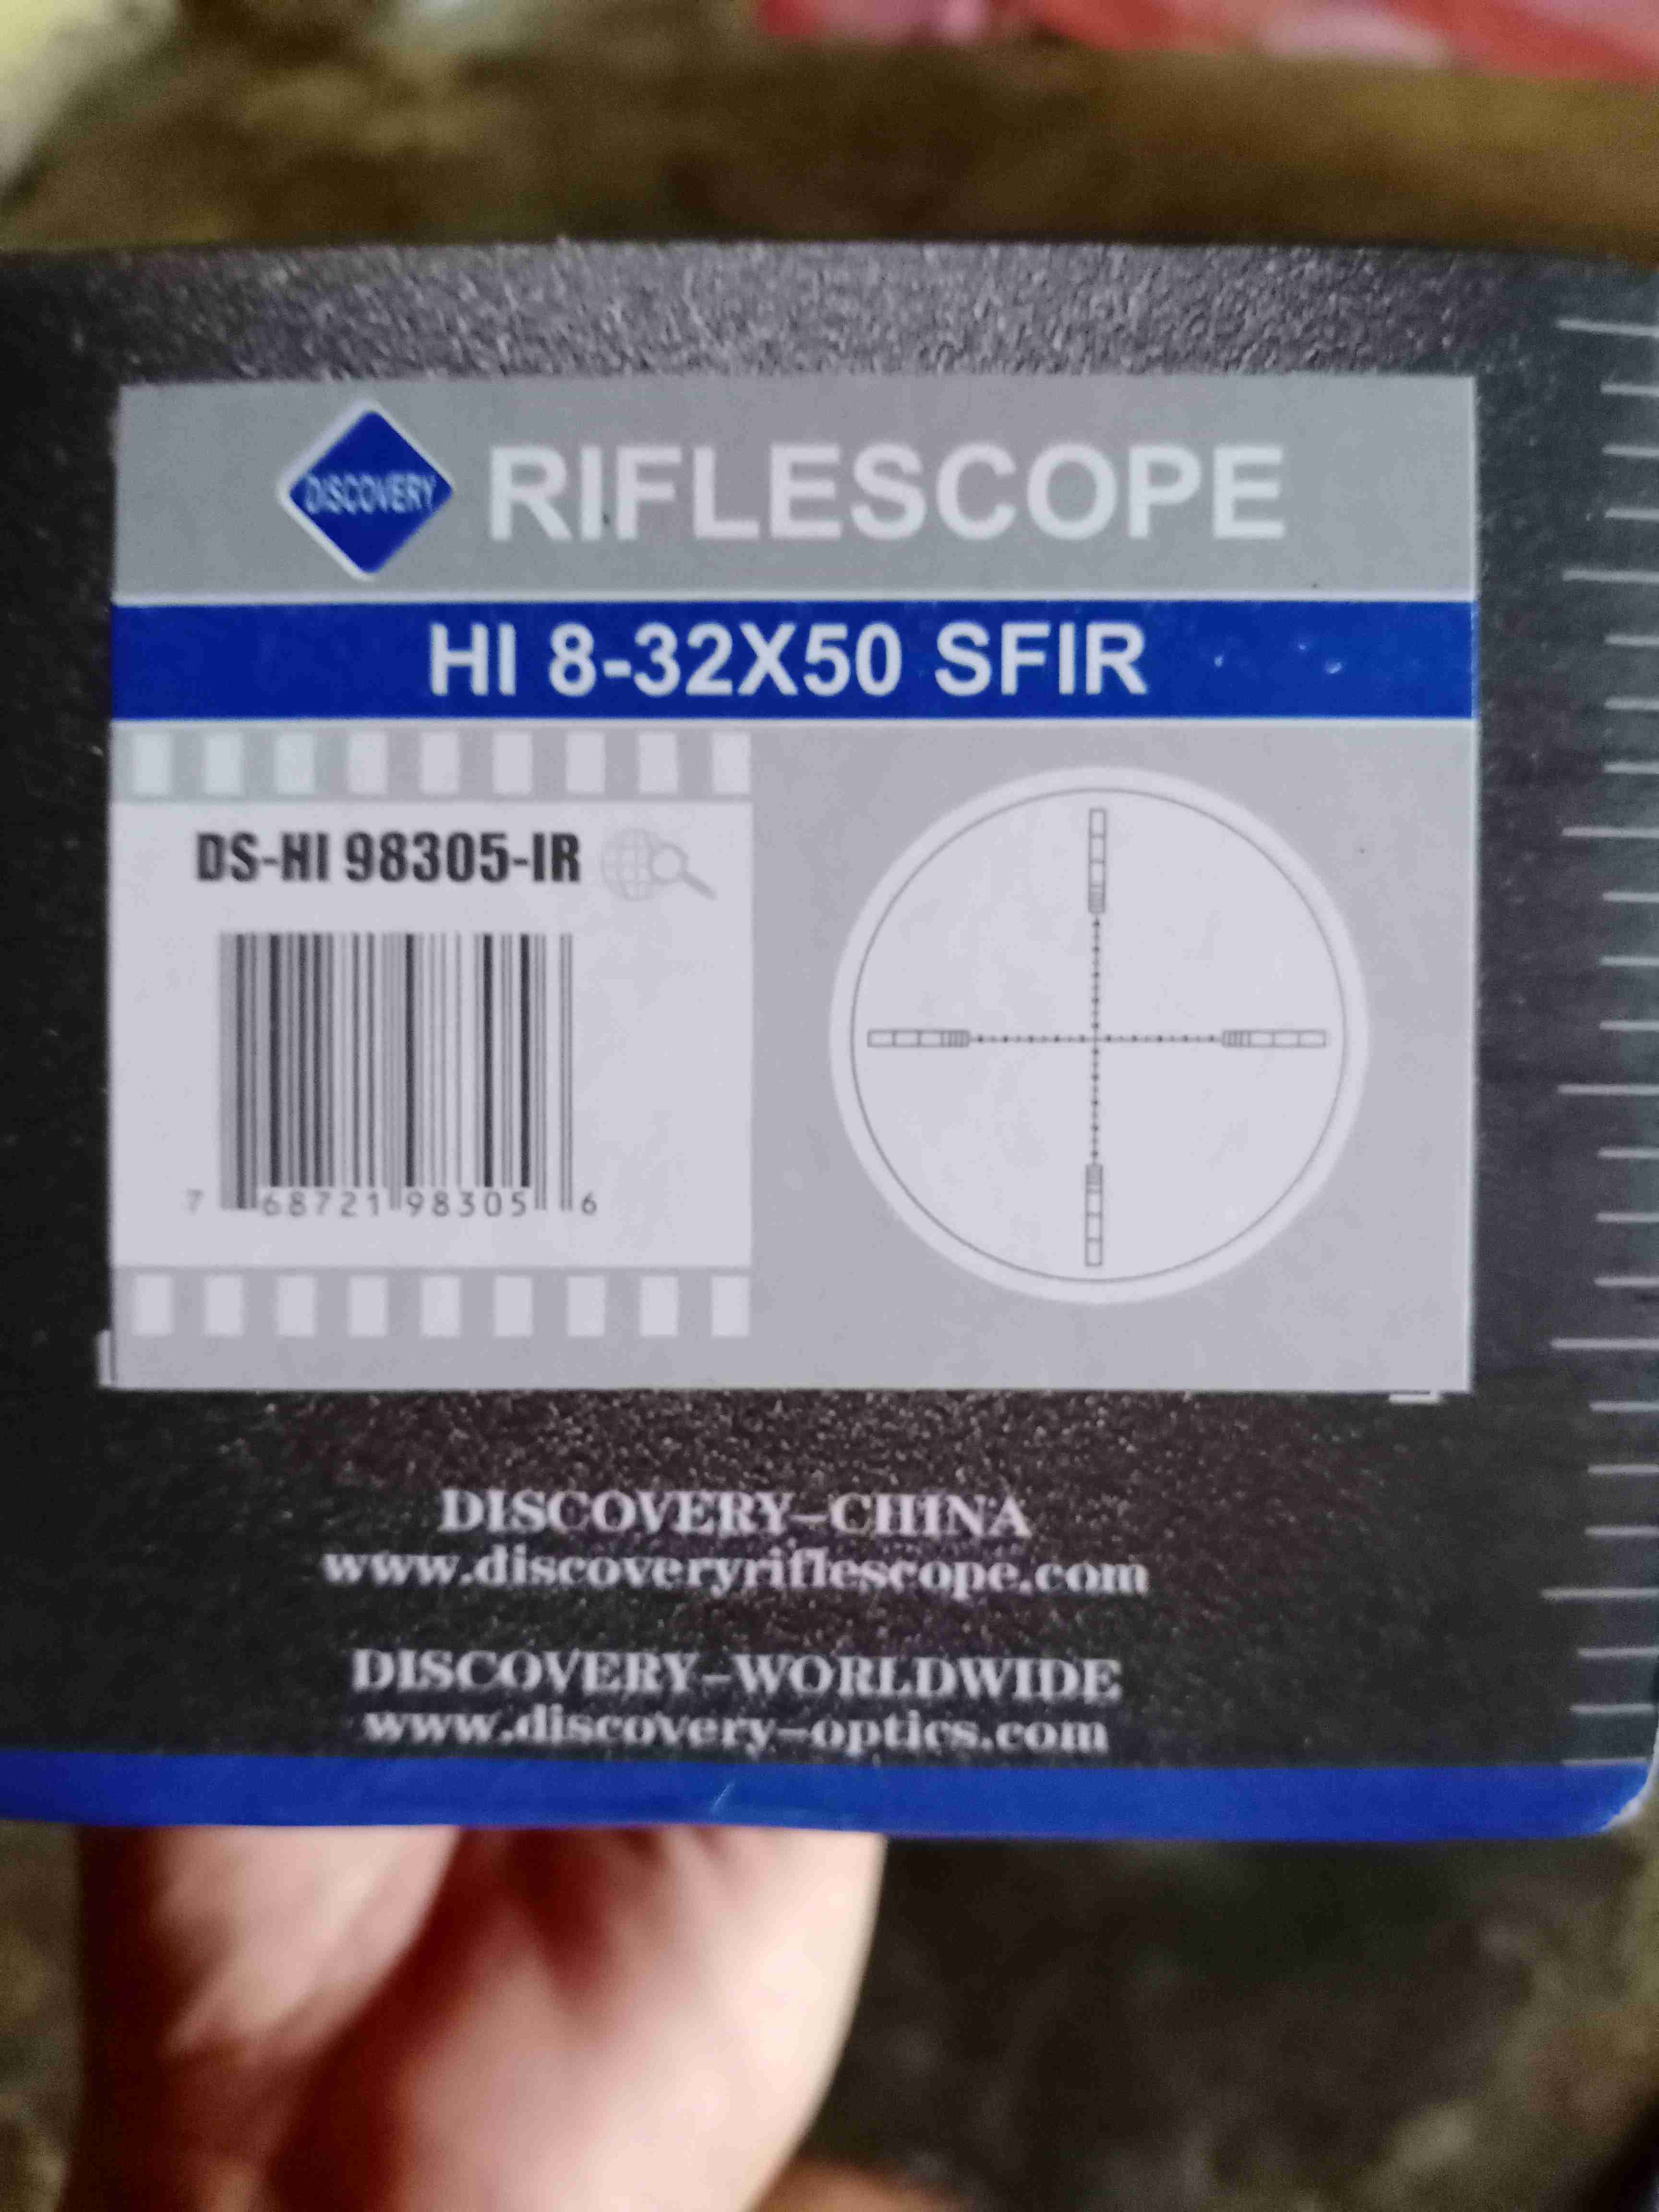 DISCOVERY RIFLESCOPE
HI 8-32X50 SFIR
DS-HI 98305-IR
7 68721 98305 6
DISCOVERY-CHINA
www.discoveryriflescope.com
DISCOVERY-WORLDWIDE
www.discovery-optics.com